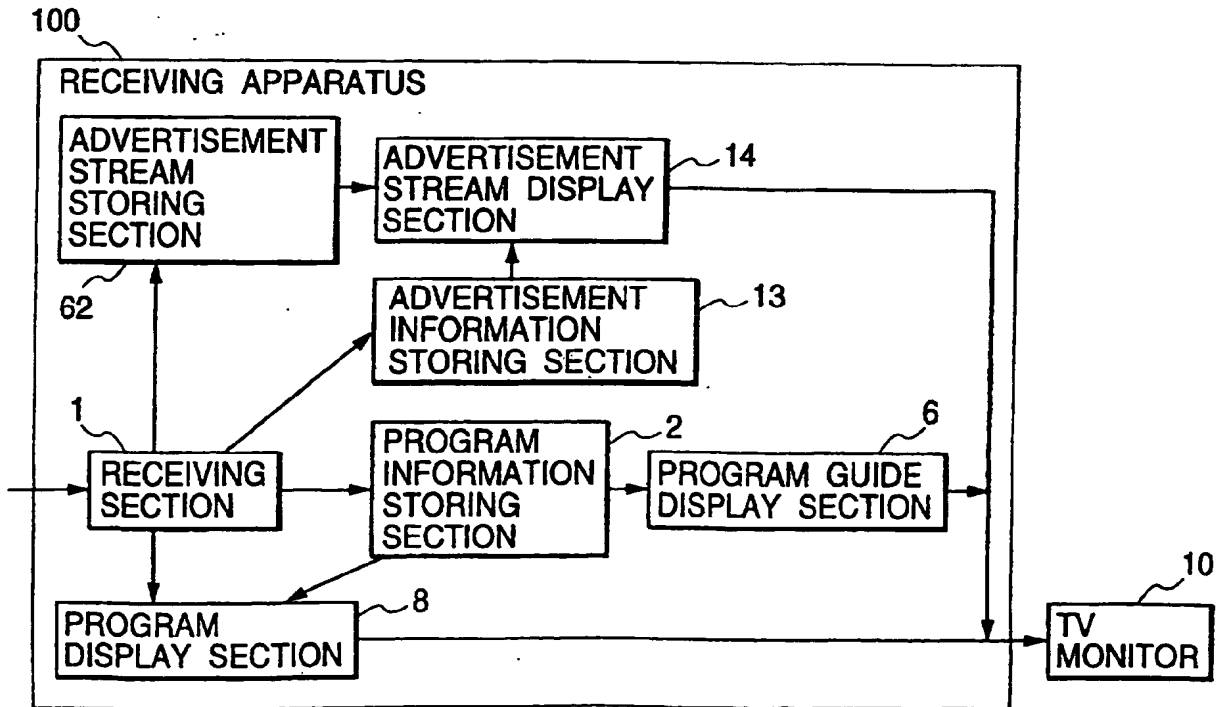 100
RECEIVING APPARATUS
ADVERTISEMENT
STREAM
STORING
SECTION
62
ADVERTISEMENT
STREAM DISPLAY
SECTION
14
ADVERTISEMENT
INFORMATION
STORING SECTION
13
1
RECEIVING
SECTION
PROGRAM
INFORMATION
STORING
SECTION
2
PROGRAM GUIDE
DISPLAY SECTION
6
PROGRAM
DISPLAY SECTION
8
TV
MONITOR
10